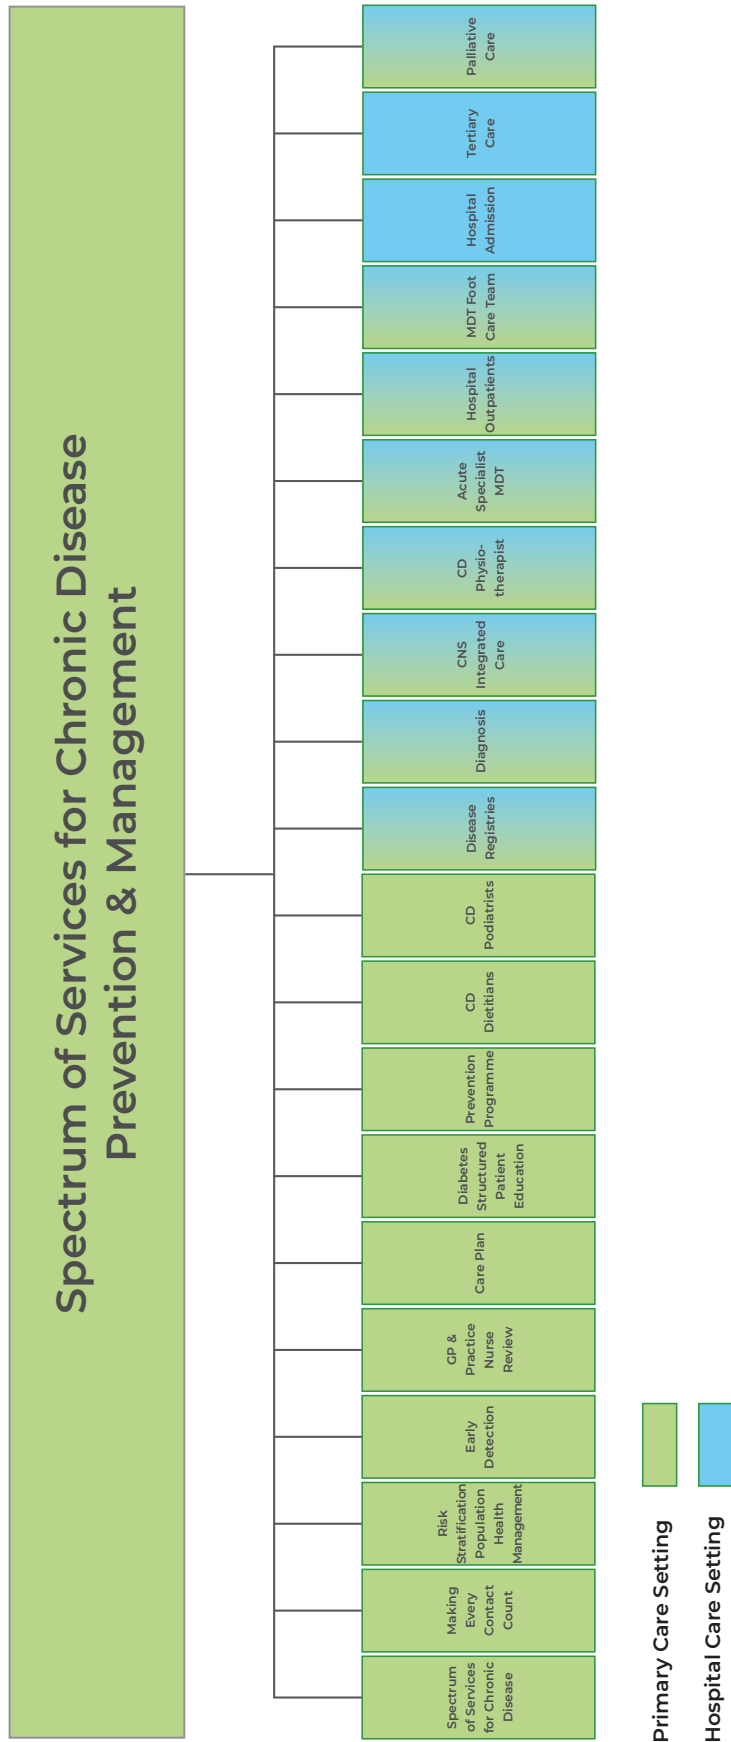 Spectrum of Services for Chronic Disease
Prevention & Management
Spectrum
of Services
for Chronic
Disease
Making
Every
Contact
Count
Risk
Stratification
Population
Health
Management
Early
Detection
GP &
Practice
Nurse
Review
Care Plan
Diabetes
Structured
Patient
Education
Prevention
Programme
CD
Dietitians
CD
Podiatrists
Disease
Registries
Diagnosis
CNS
Integrated
Care
CD
Physio-
therapist
Acute
Specialist
MDT
Hospital
Outpatients
MDT Foot
Care Team
Hospital
Admission
Tertiary
Care
Palliative
Care
Primary Care Setting
Hospital Care Setting